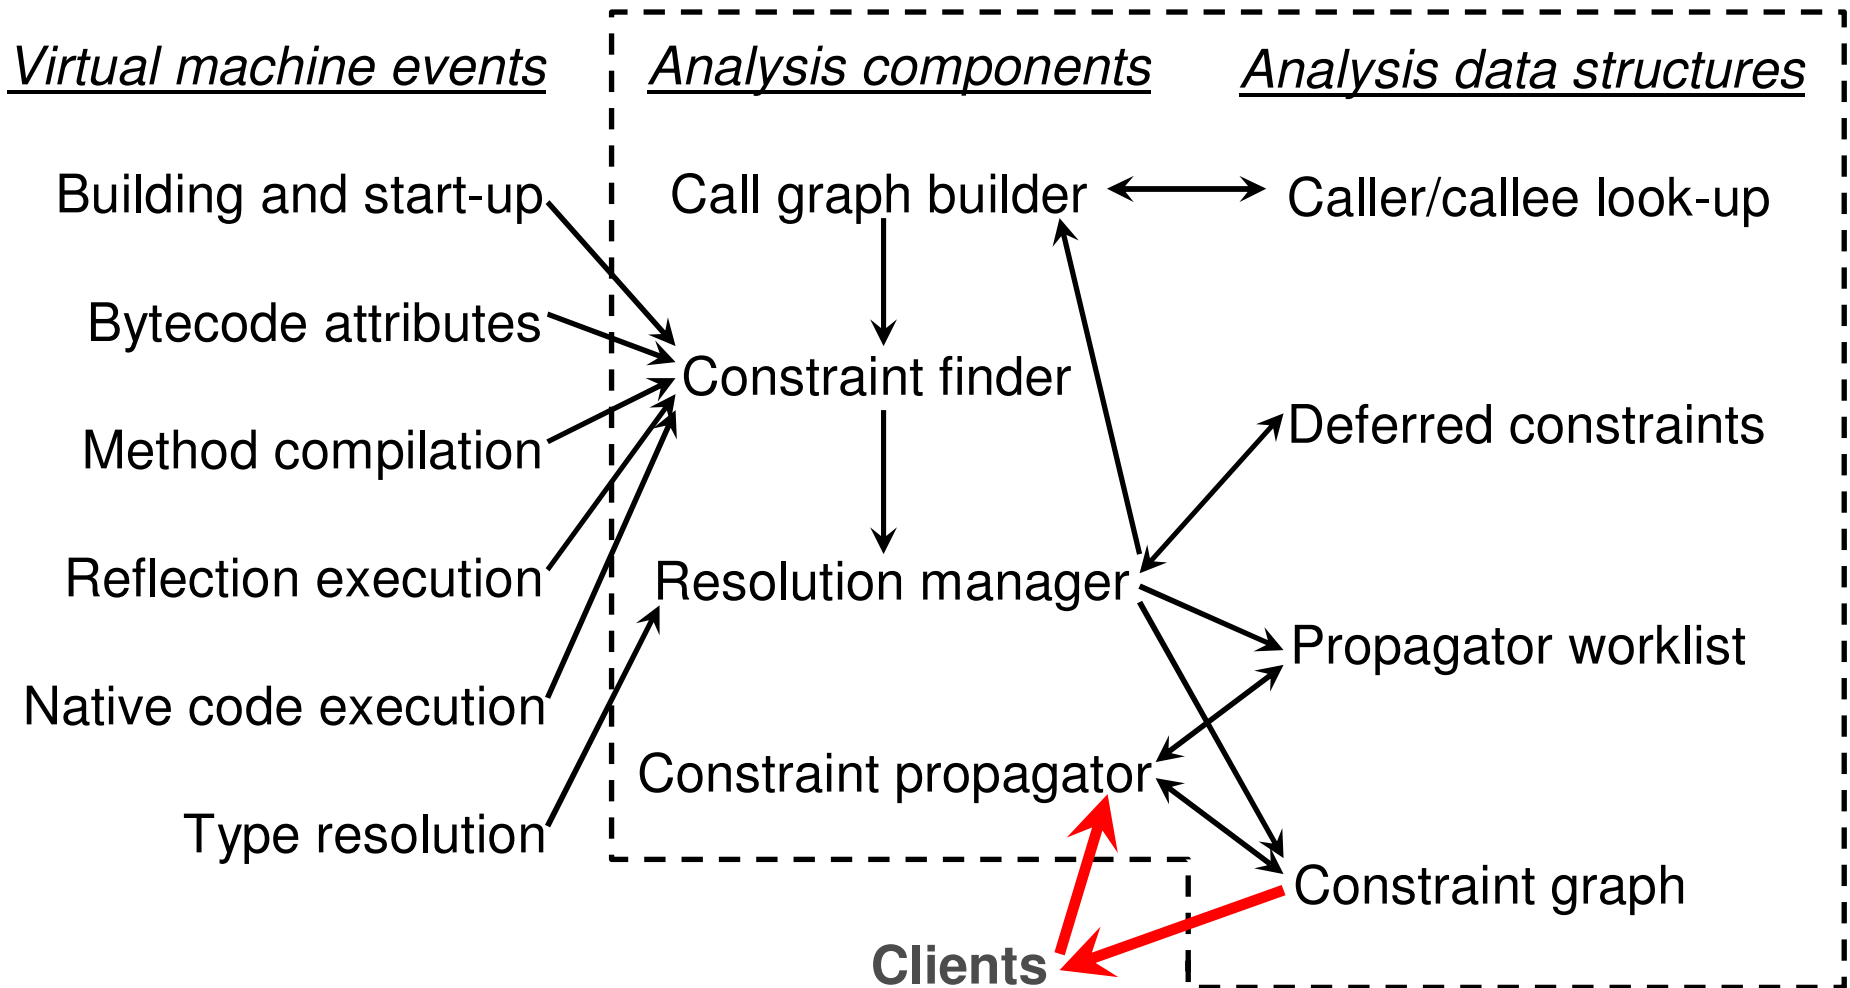 Virtual machine events
Analysis components
Analysis data structures
Building and start-up
Call graph builder
Caller/callee look-up
Bytecode attributes
Constraint finder
Method compilation
Deferred constraints
Reflection execution
Resolution manager
Propagator worklist
Native code execution
Constraint propagator
Type resolution
Constraint graph
Clients